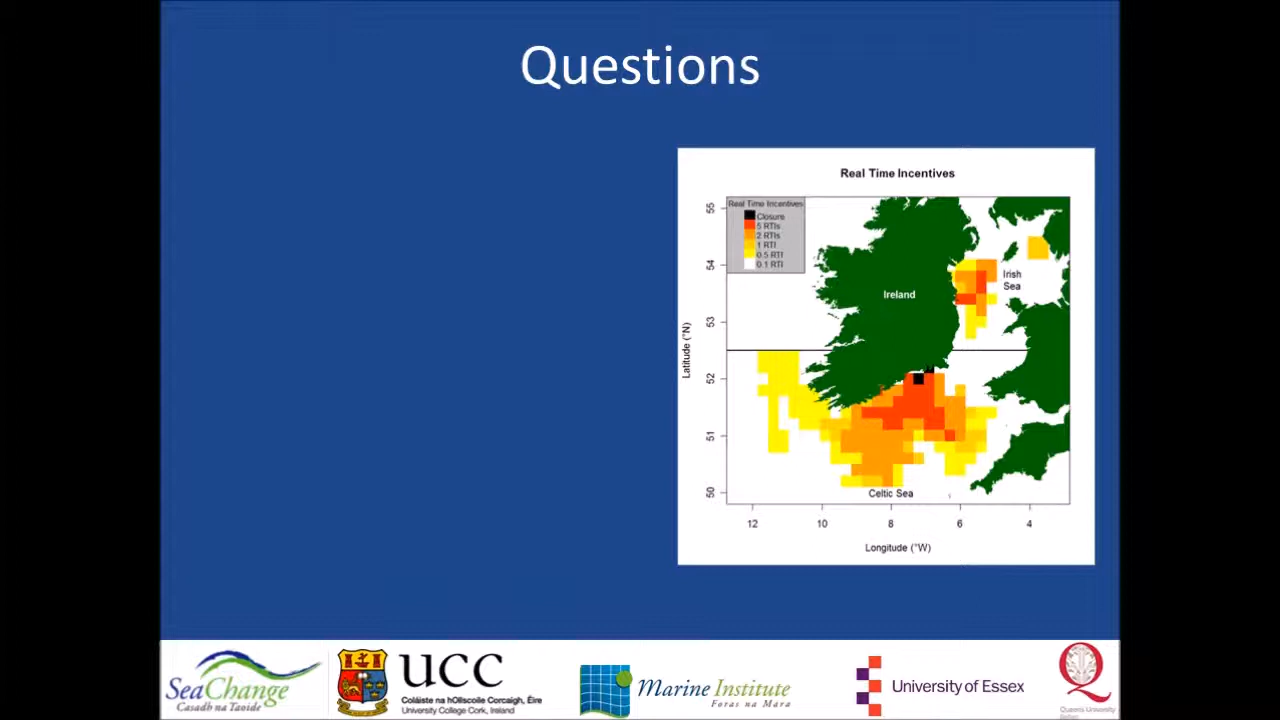 Questions
Real Time Incentives
Real Time Incentives
Closure
5 RTIs
2 RTIs
1 RTI
0.5 RTI
0.1 RTI
Ireland
Irish
Sea
Celtic Sea
Latitude (°N)
55
54
53
52
51
50
12
10
8
6
4
Longitude (°W)
SeaChange
Casadh na Taoide
UCC
Coláiste na hOllscoile Corcaigh, Éire
University College Cork, Ireland
Marine Institute
Foras na Mara
University of Essex
Queen's University
Belfast